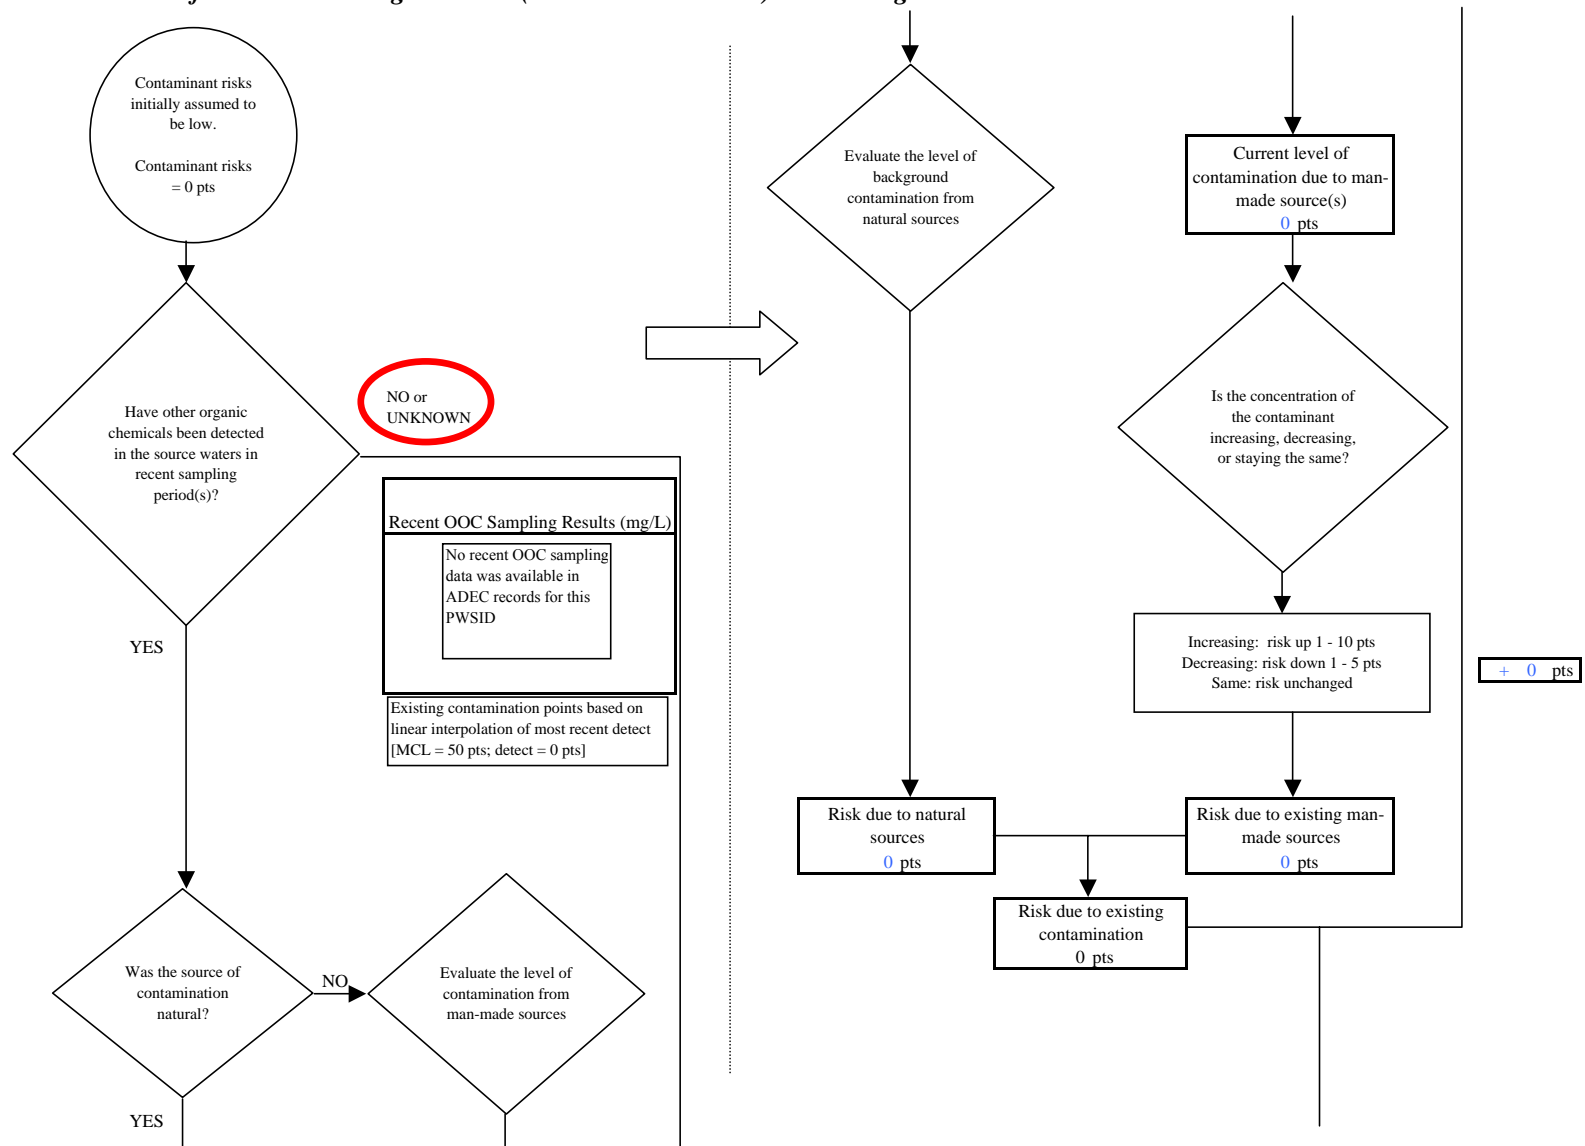 Contaminant risks
initially assumed to
be low.
Contaminant risks
= 0 pts
Have other organic
chemicals been detected
in the source waters in
recent sampling
period(s)?
NO or
UNKNOWN
Recent OOC Sampling Results (mg/L)
No recent OOC sampling
data was available in
ADEC records for this
PWSID
Existing contamination points based on
linear interpolation of most recent detect
[MCL = 50 pts; detect = 0 pts]
YES
Was the source of
contamination
natural?
NO
Evaluate the level of
contamination from
man-made sources
YES
Evaluate the level of
background
contamination from
natural sources
Current level of
contamination due to man-
made source(s)
0 pts
Is the concentration of
the contaminant
increasing, decreasing,
or staying the same?
Increasing: risk up 1 - 10 pts
Decreasing: risk down 1 - 5 pts
Same: risk unchanged
+ 0 pts
Risk due to natural
sources
0 pts
Risk due to existing man-
made sources
0 pts
Risk due to existing
contamination
0 pts